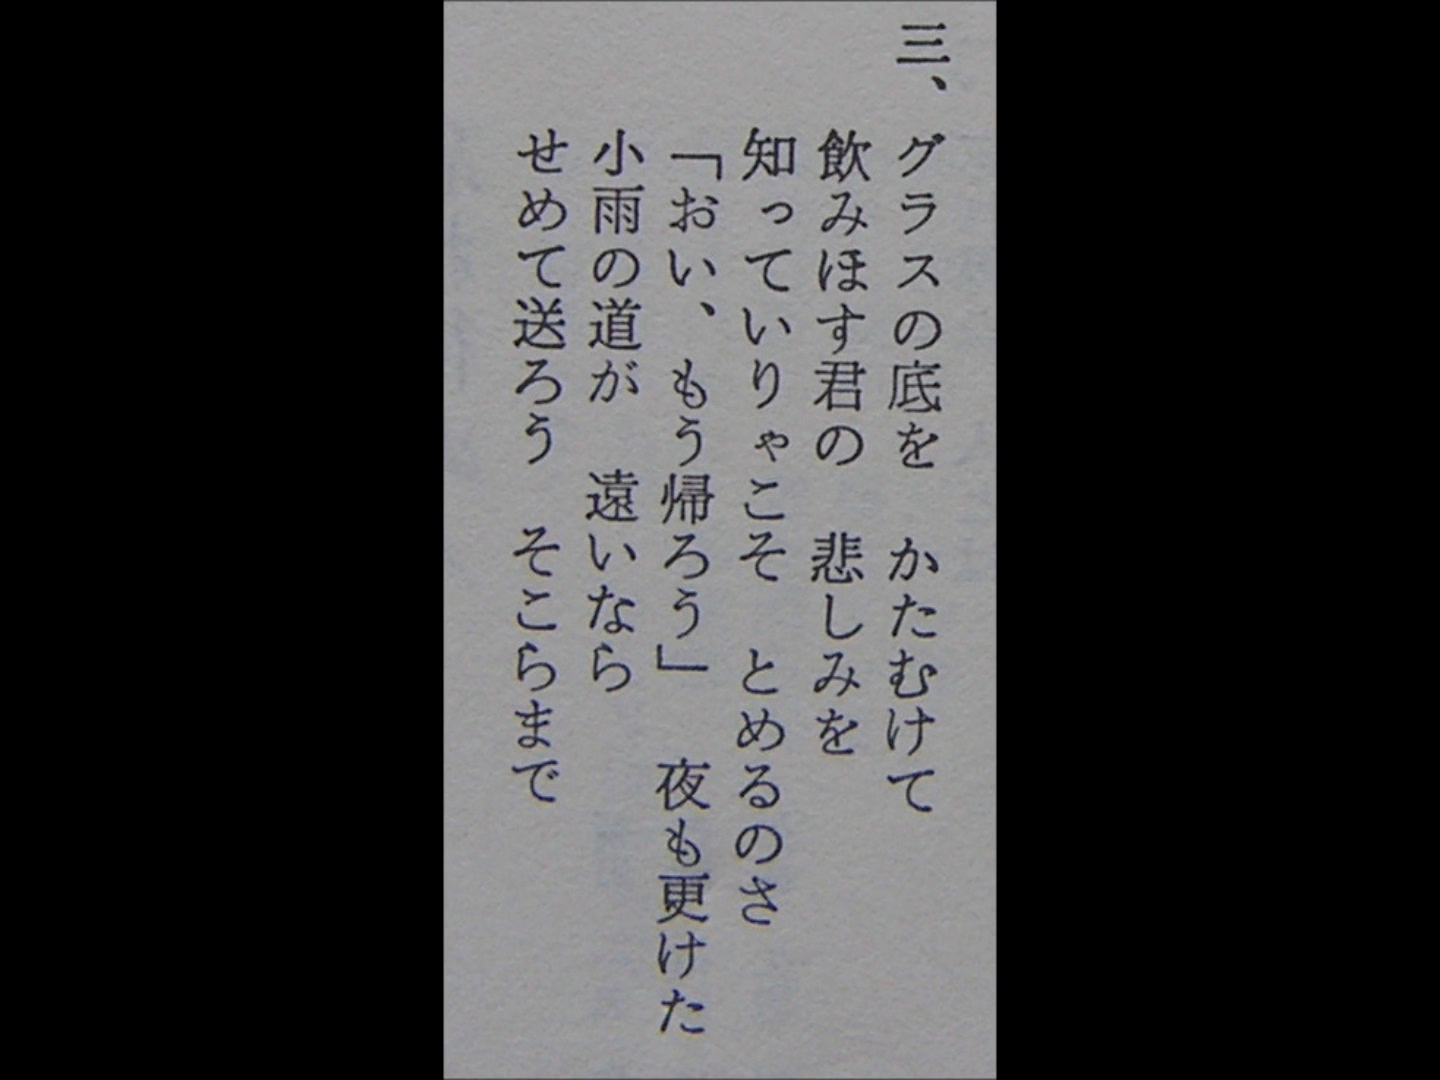 三、グラスの底を　かたむけて
飲みほす君の　悲しみを
知っていりゃこそ　とめるのさ
「おい、もう帰ろう」　夜も更けた
小雨の道が　遠いなら
せめて送ろう　そこらまで